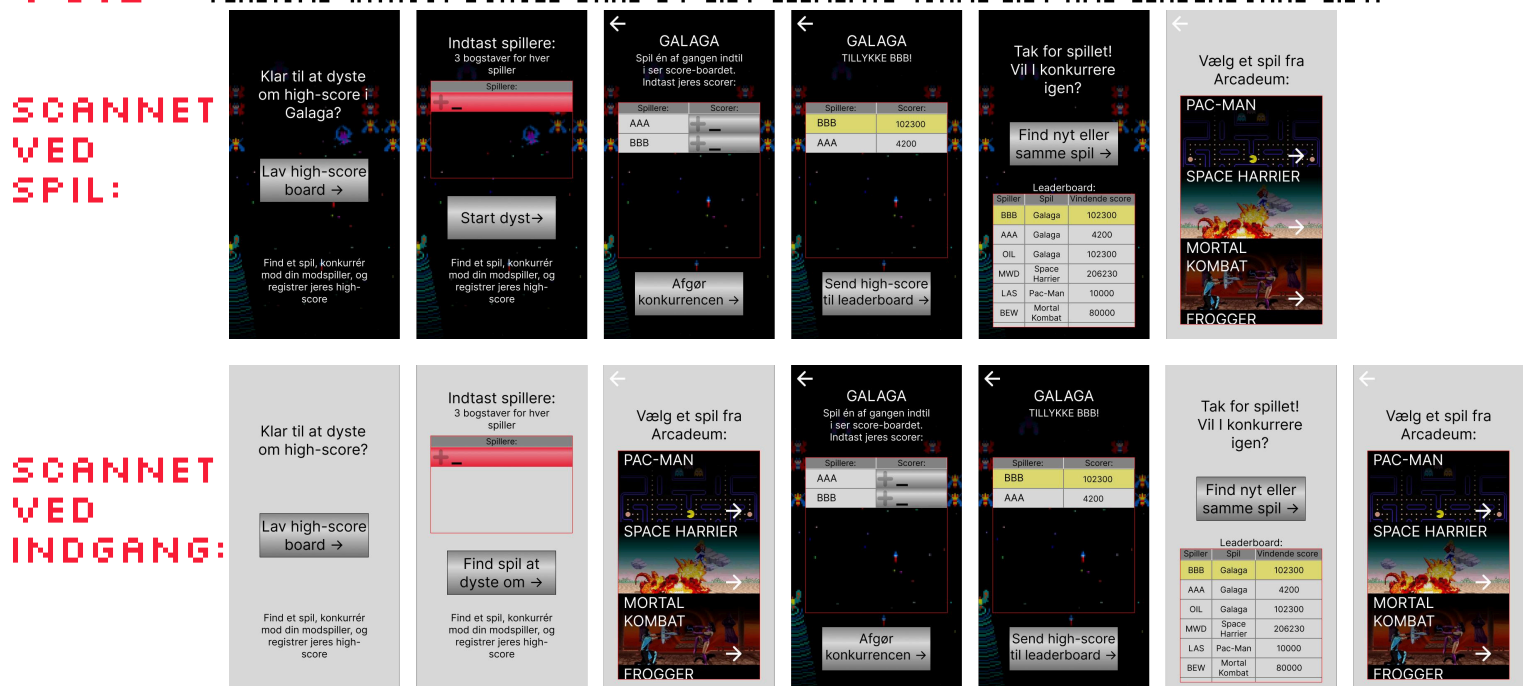 SCANNET
VED
SPIL:
Klar til at dyste
om high-score i
Galaga?
Lav high-score
board →
Find et spil, konkurrér
mod din modspiller, og
registrer jeres high-
score
Indtast spillere:
3 bogstaver for hver
spiller
Spillere:
+_
Start dyst→
Find et spil, konkurrér
mod din modspiller, og
registrer jeres high-
score
←
GALAGA
Spil én af gangen indtil
i ser score-boardet.
Indtast jeres scorer:
Spillere: Scorer:
AAA +_
BBB +_
Afgør
konkurrencen →
←
GALAGA
TILLYKKE BBB!
Spillere: Scorer:
BBB 102300
AAA 4200
Send high-score
til leaderboard →
Tak for spillet!
Vil I konkurrere
igen?
Find nyt eller
samme spil →
Leaderboard:
Spiller Spil Vindende score
BBB Galaga 102300
AAA Galaga 4200
OIL Galaga 102300
MWD Space Harrier 206230
LAS Pac-Man 10000
BEW Mortal Kombat 80000
←
Vælg et spil fra
Arcadeum:
PAC-MAN
→
SPACE HARRIER
→
MORTAL
KOMBAT
→
FROGGER
SCANNET
VED
INDGANG:
Klar til at dyste
om high-score?
Lav high-score
board →
Find et spil, konkurrér
mod din modspiller, og
registrer jeres high-
score
Indtast spillere:
3 bogstaver for hver
spiller
Spillere:
+_
Find spil at
dyste om →
Find et spil, konkurrér
mod din modspiller, og
registrer jeres high-
score
←
Vælg et spil fra
Arcadeum:
PAC-MAN
→
SPACE HARRIER
→
MORTAL
KOMBAT
→
FROGGER
←
GALAGA
Spil én af gangen indtil
i ser score-boardet.
Indtast jeres scorer:
Spillere: Scorer:
AAA +_
BBB +_
Afgør
konkurrencen →
←
GALAGA
TILLYKKE BBB!
Spillere: Scorer:
BBB 102300
AAA 4200
Send high-score
til leaderboard →
Tak for spillet!
Vil I konkurrere
igen?
Find nyt eller
samme spil →
Leaderboard:
Spiller Spil Vindende score
BBB Galaga 102300
AAA Galaga 4200
OIL Galaga 102300
MWD Space Harrier 206230
LAS Pac-Man 10000
BEW Mortal Kombat 80000
←
Vælg et spil fra
Arcadeum:
PAC-MAN
→
SPACE HARRIER
→
MORTAL
KOMBAT
→
FROGGER